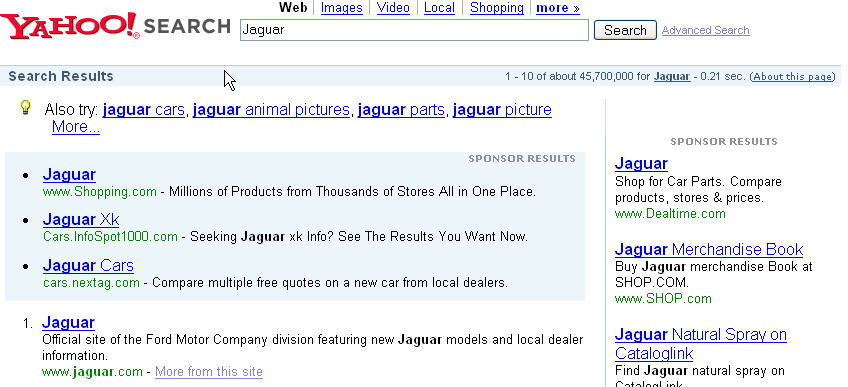 Web | Images | Video | Local | Shopping | more »
YAHOO! SEARCH
Jaguar
Search
Advanced Search
Search Results
1 - 10 of about 45,700,000 for Jaguar - 0.21 sec. (About this page)
Also try: jaguar cars, jaguar animal pictures, jaguar parts, jaguar picture
More...
SPONSOR RESULTS
• Jaguar
www.Shopping.com - Millions of Products from Thousands of Stores All in One Place.
• Jaguar Xk
Cars.InfoSpot1000.com - Seeking Jaguar xk Info? See The Results You Want Now.
• Jaguar Cars
cars.nextag.com - Compare multiple free quotes on a new car from local dealers.
1. Jaguar
Official site of the Ford Motor Company division featuring new Jaguar models and local dealer
information.
www.jaguar.com - More from this site
SPONSOR RESULTS
Jaguar
Shop for Car Parts. Compare
products, stores & prices.
www.Dealtime.com
Jaguar Merchandise Book
Buy Jaguar merchandise Book at
SHOP.COM.
www.SHOP.com
Jaguar Natural Spray on
Cataloglink
Find Jaguar natural spray on
CatalogLink